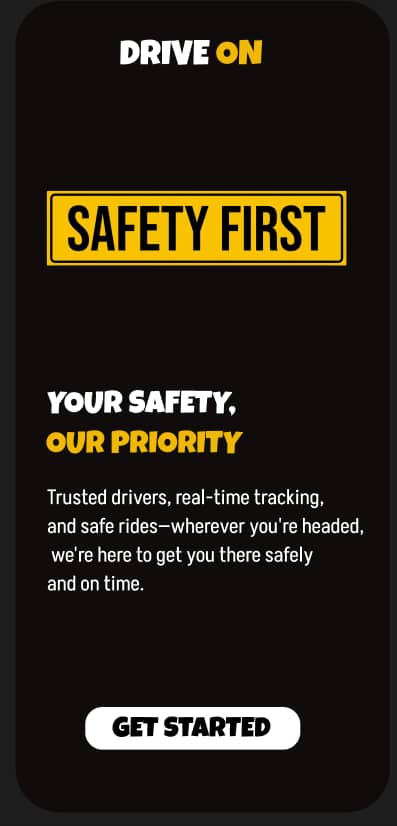 DRIVE ON
SAFETY FIRST
YOUR SAFETY,
OUR PRIORITY
Trusted drivers, real-time tracking,
and safe rides—wherever you're headed,
we're here to get you there safely
and on time.
GET STARTED